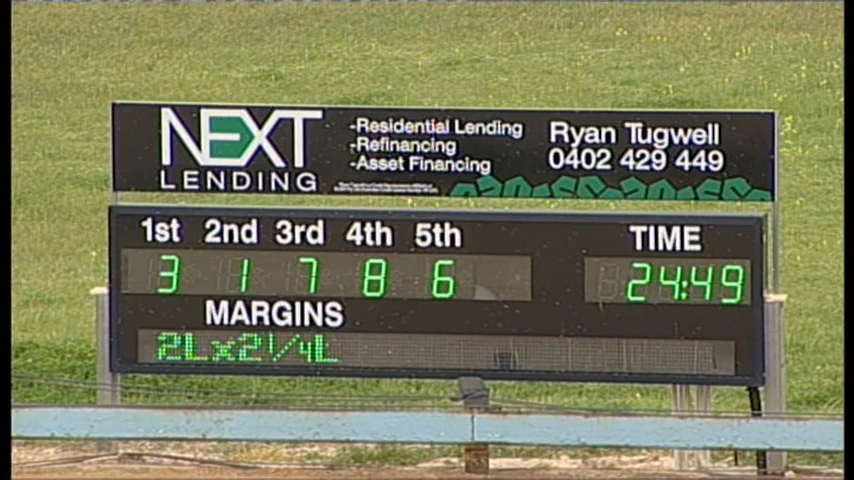 NEXT
LENDING
-Residential Lending
-Refinancing
-Asset Financing
Ryan Tugwell
0402 429 449
1st 2nd 3rd 4th 5th TIME
3 1 7 8 6 24:49
MARGINS
2Lx2¼L